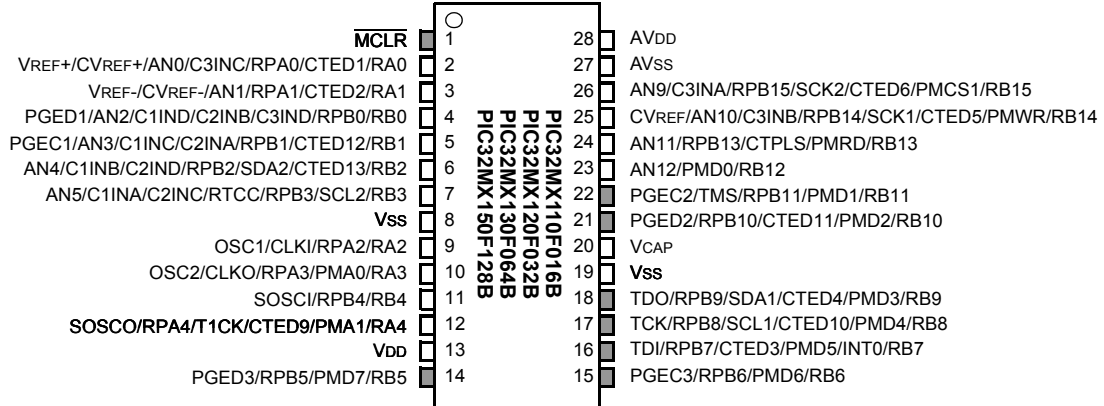 MCLR 1 28 AVDD
VREF+/CVREF+/AN0/C3INC/RPA0/CTED1/RA0 2 27 AVSS
VREF-/CVREF-/AN1/RPA1/CTED2/RA1 3 26 AN9/C3INA/RPB15/SCK2/CTED6/PMCS1/RB15
PGED1/AN2/C1IND/C2INB/C3IND/RPB0/RB0 4 25 CVREF/AN10/C3INB/RPB14/SCK1/CTED5/PMWR/RB14
PGEC1/AN3/C1INC/C2INA/RPB1/CTED12/RB1 5 24 AN11/RPB13/CTPLS/PMRD/RB13
AN4/C1INB/C2IND/RPB2/SDA2/CTED13/RB2 6 23 AN12/PMD0/RB12
AN5/C1INA/C2INC/RTCC/RPB3/SCL2/RB3 7 22 PGEC2/TMS/RPB11/PMD1/RB11
VSS 8 21 PGED2/RPB10/CTED11/PMD2/RB10
OSC1/CLKI/RPA2/RA2 9 20 VCAP
OSC2/CLKO/RPA3/PMA0/RA3 10 19 VSS
SOSCI/RPB4/RB4 11 18 TDO/RPB9/SDA1/CTED4/PMD3/RB9
SOSCO/RPA4/T1CK/CTED9/PMA1/RA4 12 17 TCK/RPB8/SCL1/CTED10/PMD4/RB8
VDD 13 16 TDI/RPB7/CTED3/PMD5/INT0/RB7
PGED3/RPB5/PMD7/RB5 14 15 PGEC3/RPB6/PMD6/RB6
PIC32MX110F016B
PIC32MX120F032B
PIC32MX130F064B
PIC32MX150F128B